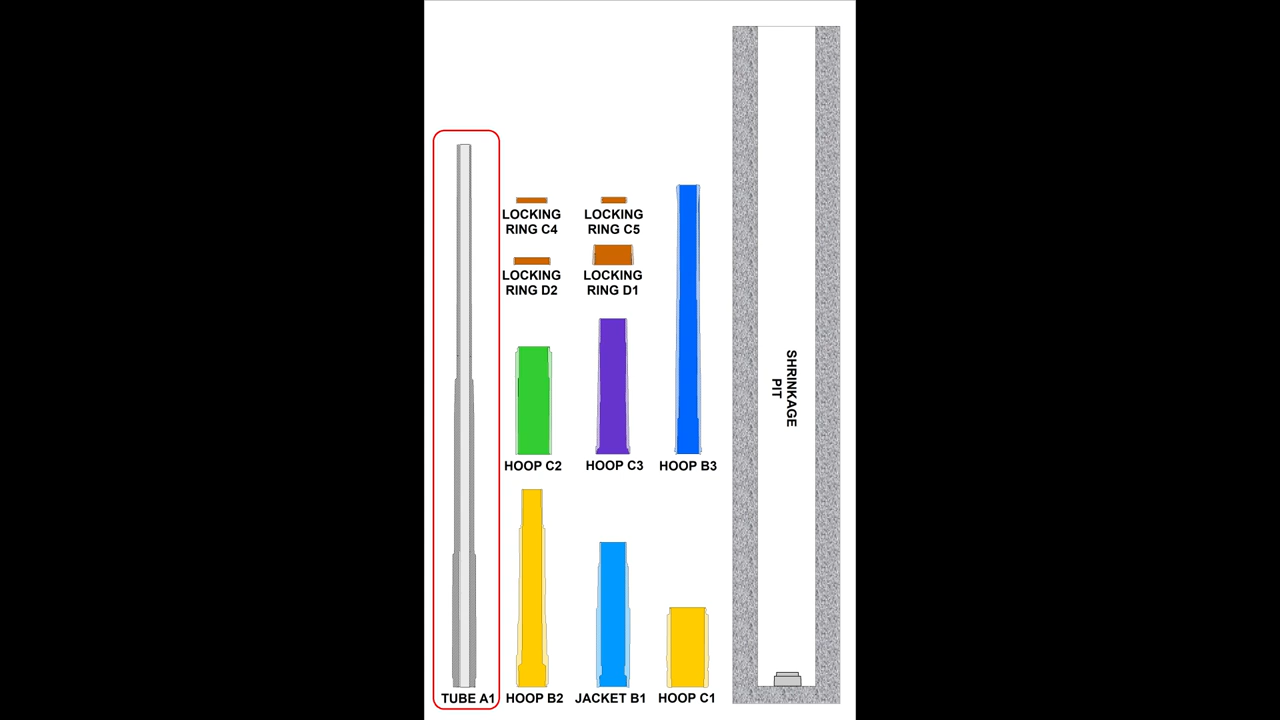 LOCKING
RING C4
LOCKING
RING C5
LOCKING
RING D2
LOCKING
RING D1
SHRINKAGE
PIT
HOOP C2
HOOP C3
HOOP B3
TUBE A1
HOOP B2
JACKET B1
HOOP C1